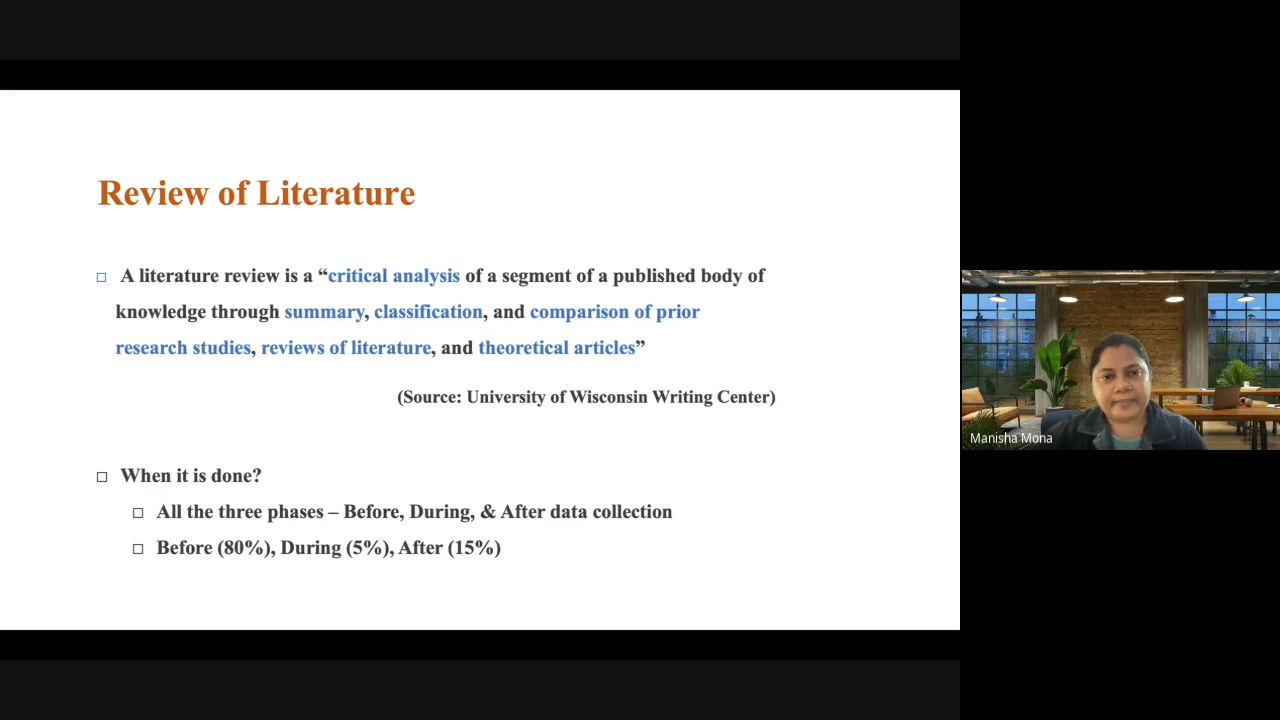 Review of Literature
A literature review is a “critical analysis of a segment of a published body of
knowledge through summary, classification, and comparison of prior
research studies, reviews of literature, and theoretical articles”
(Source: University of Wisconsin Writing Center)
When it is done?
All the three phases – Before, During, & After data collection
Before (80%), During (5%), After (15%)
Manisha Mona